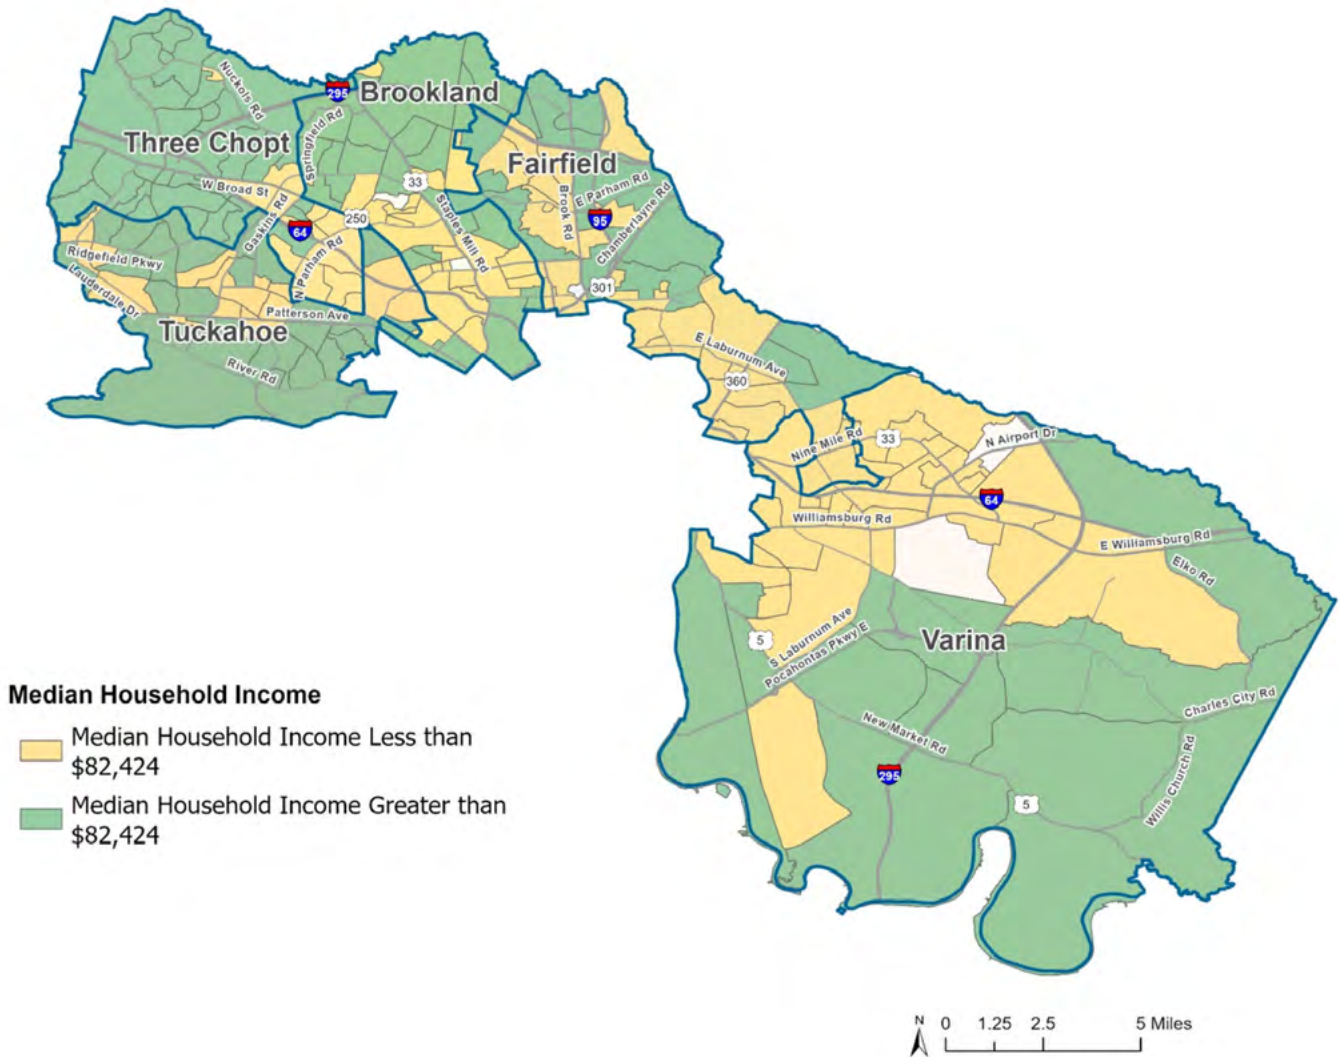 295
Brookland
Nuckols Rd
Springfield Rd
Three Chopt
Fairfield
33
W Broad St
E Parham Rd
Brook Rd
95
Chamberlayne Rd
Gaskins Rd
250
Staples Mill Rd
64
N Parham Rd
Ridgefield Pkwy
Lauderdale Dr
301
Patterson Ave
Tuckahoe
River Rd
E Laburnum Ave
360
Nine Mile Rd
33
N Airport Dr
64
Williamsburg Rd
E Williamsburg Rd
Elko Rd
S Laburnum Ave
5
Varina
Pocahontas Pkwy E
Charles City Rd
New Market Rd
Willis Church Rd
295
5
Median Household Income
Median Household Income Less than
$82,424
Median Household Income Greater than
$82,424
N
0 1.25 2.5 5 Miles